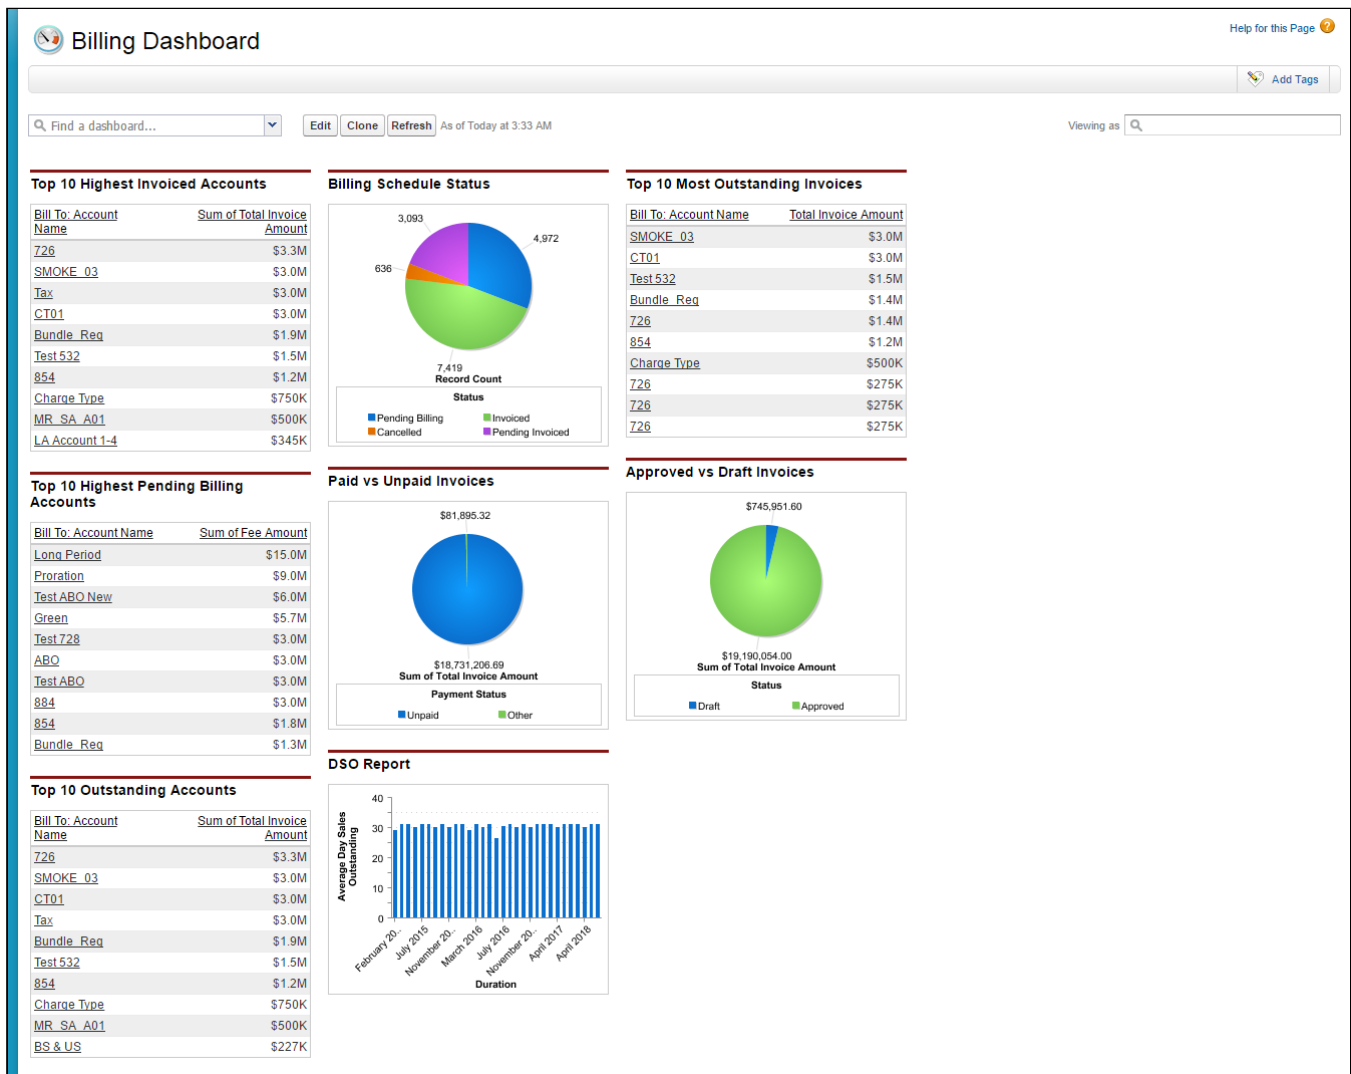 Billing Dashboard
Help for this Page
Add Tags
Find a dashboard...
Edit Clone Refresh As of Today at 3:33 AM
Viewing as
Top 10 Highest Invoiced Accounts
Bill To: Account Name Sum of Total Invoice Amount
726 $3.3M
SMOKE_03 $3.0M
Tax $3.0M
CT01 $3.0M
Bundle_Reg $1.9M
Test 532 $1.5M
854 $1.2M
Charge Type $750K
MR_SA_A01 $500K
LA Account 1-4 $345K
Top 10 Highest Pending Billing
Accounts
Bill To: Account Name Sum of Fee Amount
Long Period $15.0M
Proration $9.0M
Test ABO New $6.0M
Green $5.7M
Test 728 $3.0M
ABO $3.0M
Test ABO $3.0M
884 $3.0M
854 $1.8M
Bundle_Reg $1.3M
Top 10 Outstanding Accounts
Bill To: Account Name Sum of Total Invoice Amount
726 $3.3M
SMOKE_03 $3.0M
CT01 $3.0M
Tax $3.0M
Bundle_Reg $1.9M
Test 532 $1.5M
854 $1.2M
Charge Type $750K
MR_SA_A01 $500K
BS & US $227K
Billing Schedule Status
3,093
4,972
636
7,419
Record Count
Status
Pending Billing Invoiced
Cancelled Pending Invoiced
Paid vs Unpaid Invoices
$81,895.32
$18,731,206.69
Sum of Total Invoice Amount
Payment Status
Unpaid Other
DSO Report
Average Day Sales
Outstanding
40
30
20
10
0
February 20.. July 2015 November 20.. March 2016 July 2016 November 20.. April 2017 April 2018
Duration
Top 10 Most Outstanding Invoices
Bill To: Account Name Total Invoice Amount
SMOKE_03 $3.0M
CT01 $3.0M
Test 532 $1.5M
Bundle_Reg $1.4M
726 $1.4M
854 $1.2M
Charge Type $500K
726 $275K
726 $275K
726 $275K
Approved vs Draft Invoices
$745,951.60
$19,190,054.00
Sum of Total Invoice Amount
Status
Draft Approved